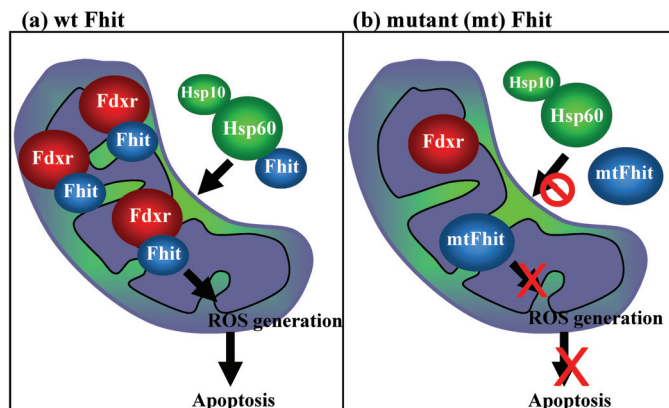 (a) wt Fhit
Fdxr
Fhit
Fdxr
Fhit
Fdxr
Fhit
Hsp10
Hsp60
Fhit
ROS generation
Apoptosis
(b) mutant (mt) Fhit
Hsp10
Hsp60
Fdxr
mtFhit
mtFhit
ROS generation
Apoptosis